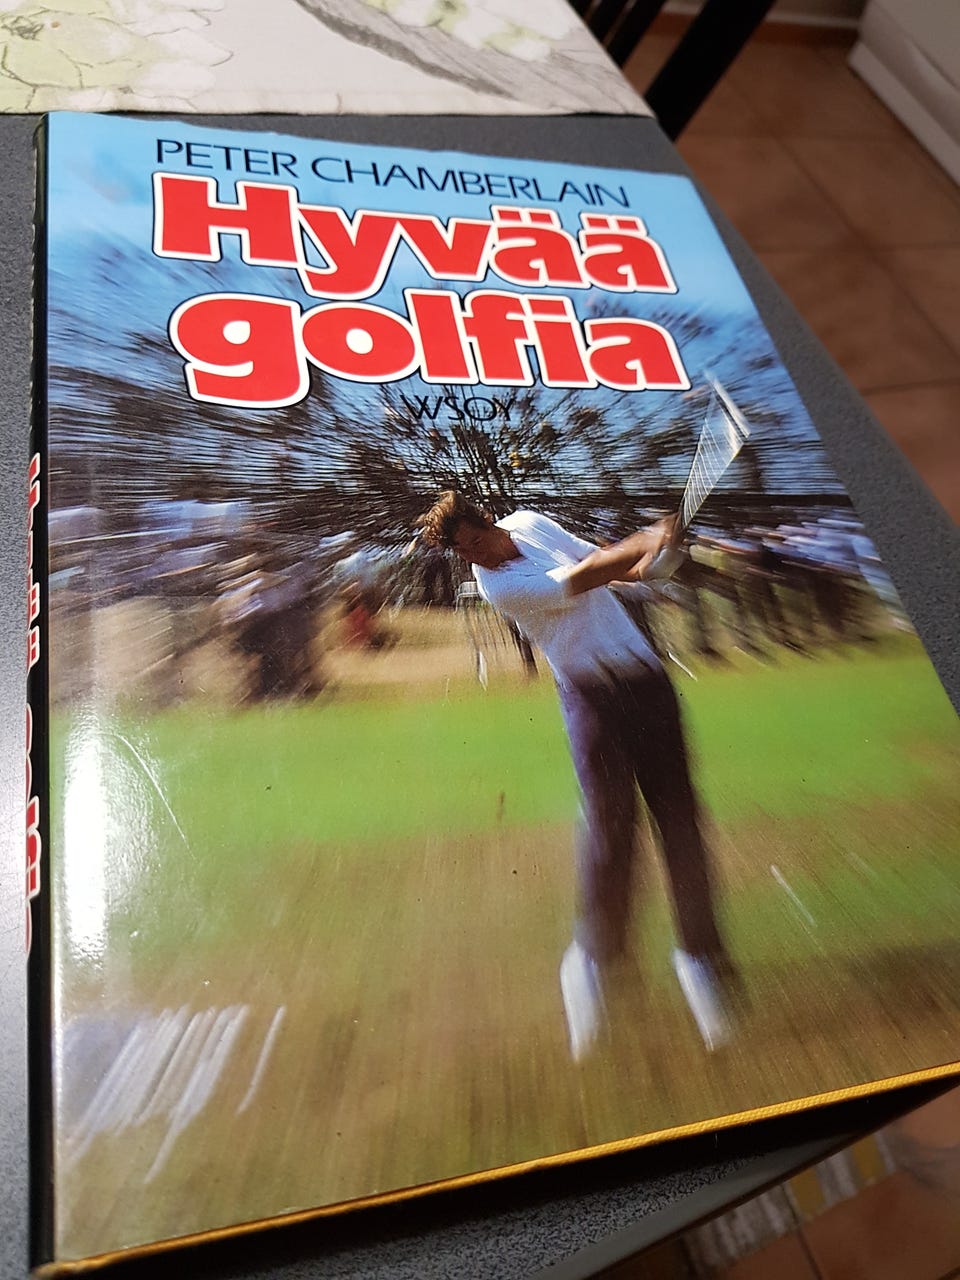 PETER CHAMBERLAIN
Hyvää
golfia
WSOY